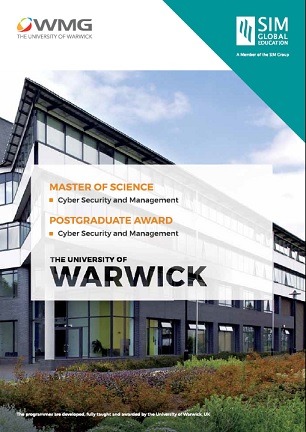 WMG
THE UNIVERSITY OF WARWICK
SIM
GLOBAL
EDUCATION
A Member of the SIM Group
MASTER OF SCIENCE
Cyber Security and Management
POSTGRADUATE AWARD
Cyber Security and Management
THE UNIVERSITY OF
WARWICK
The programmes are developed, fully taught and awarded by the University of Warwick, UK